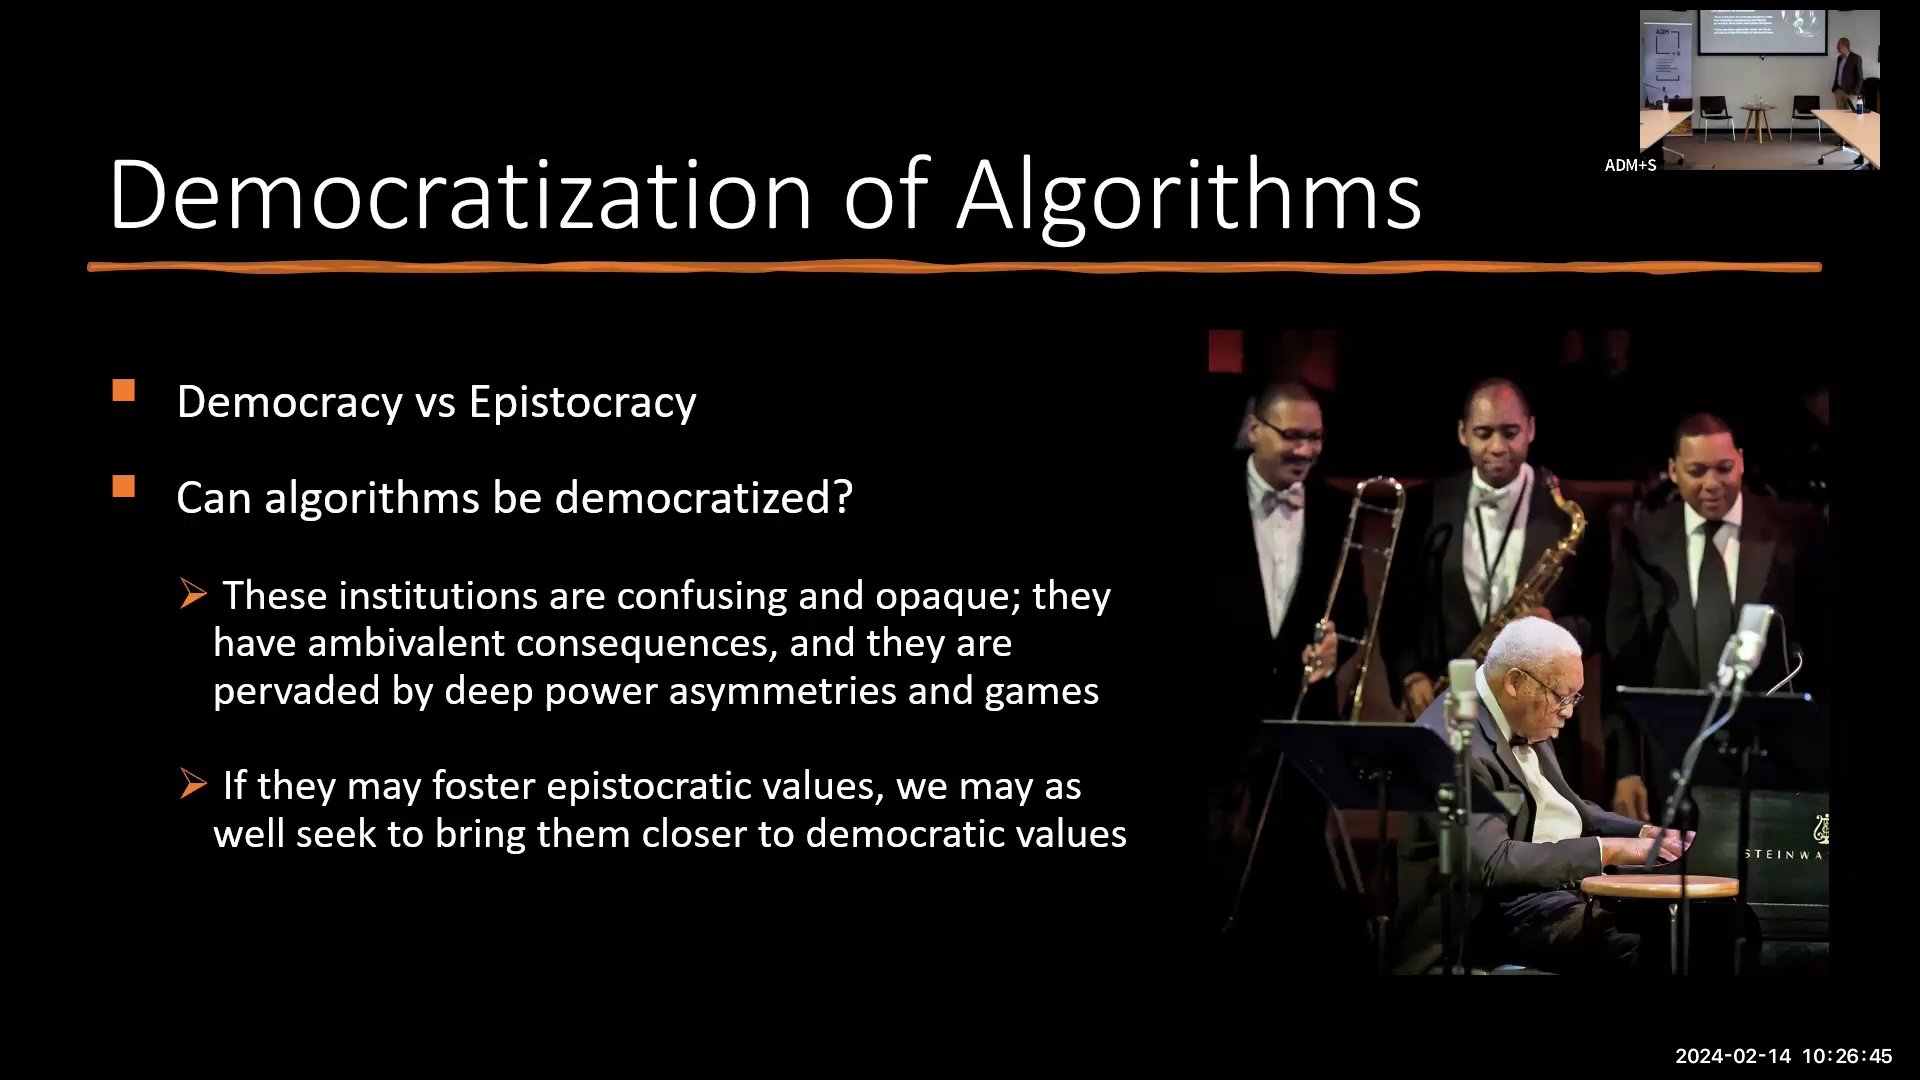 ADM+S
Democratization of Algorithms
Democracy vs Epistocracy
Can algorithms be democratized?
These institutions are confusing and opaque; they
have ambivalent consequences, and they are
pervaded by deep power asymmetries and games
If they may foster epistocratic values, we may as
well seek to bring them closer to democratic values
2024-02-14 10:26:45